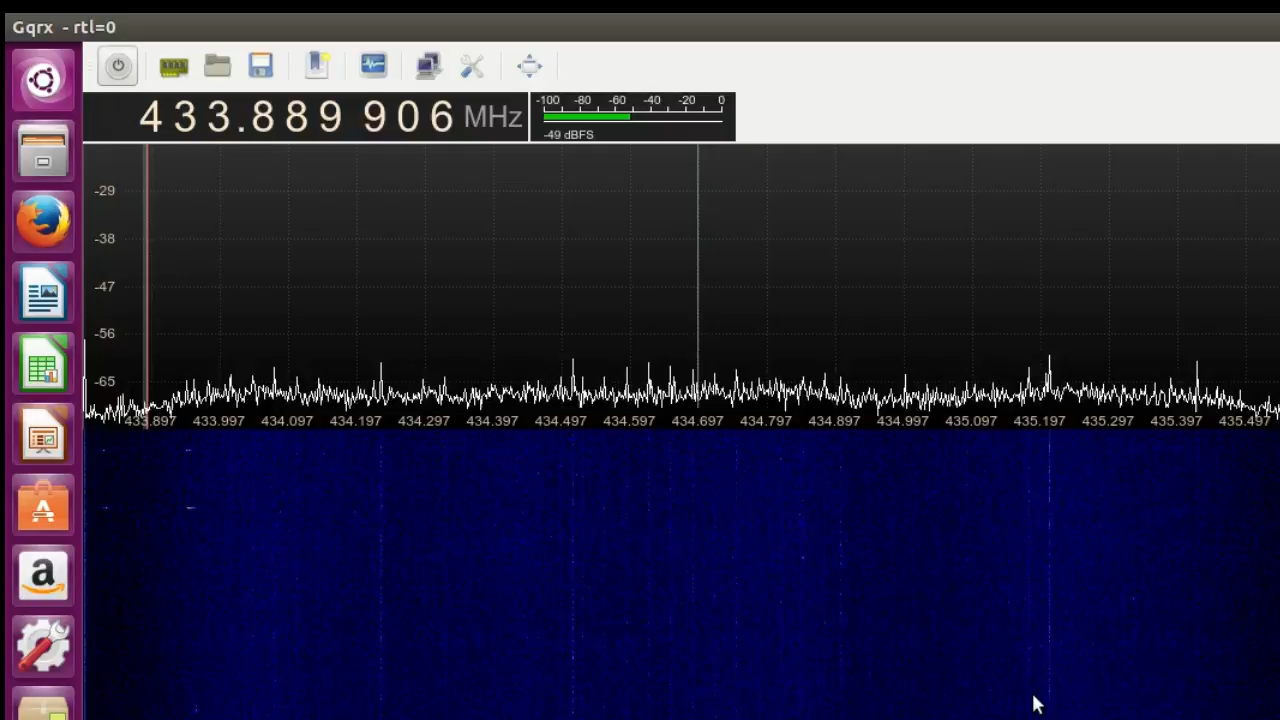 Gqrx - rtl=0
433.889 906 MHz
-100 -80 -60 -40 -20 0
-49 dBFS
-29
-38
-47
-56
-65
433.897 433.997 434.097 434.197 434.297 434.397 434.497 434.597 434.697 434.797 434.897 434.997 435.097 435.197 435.297 435.397 435.497
A
a